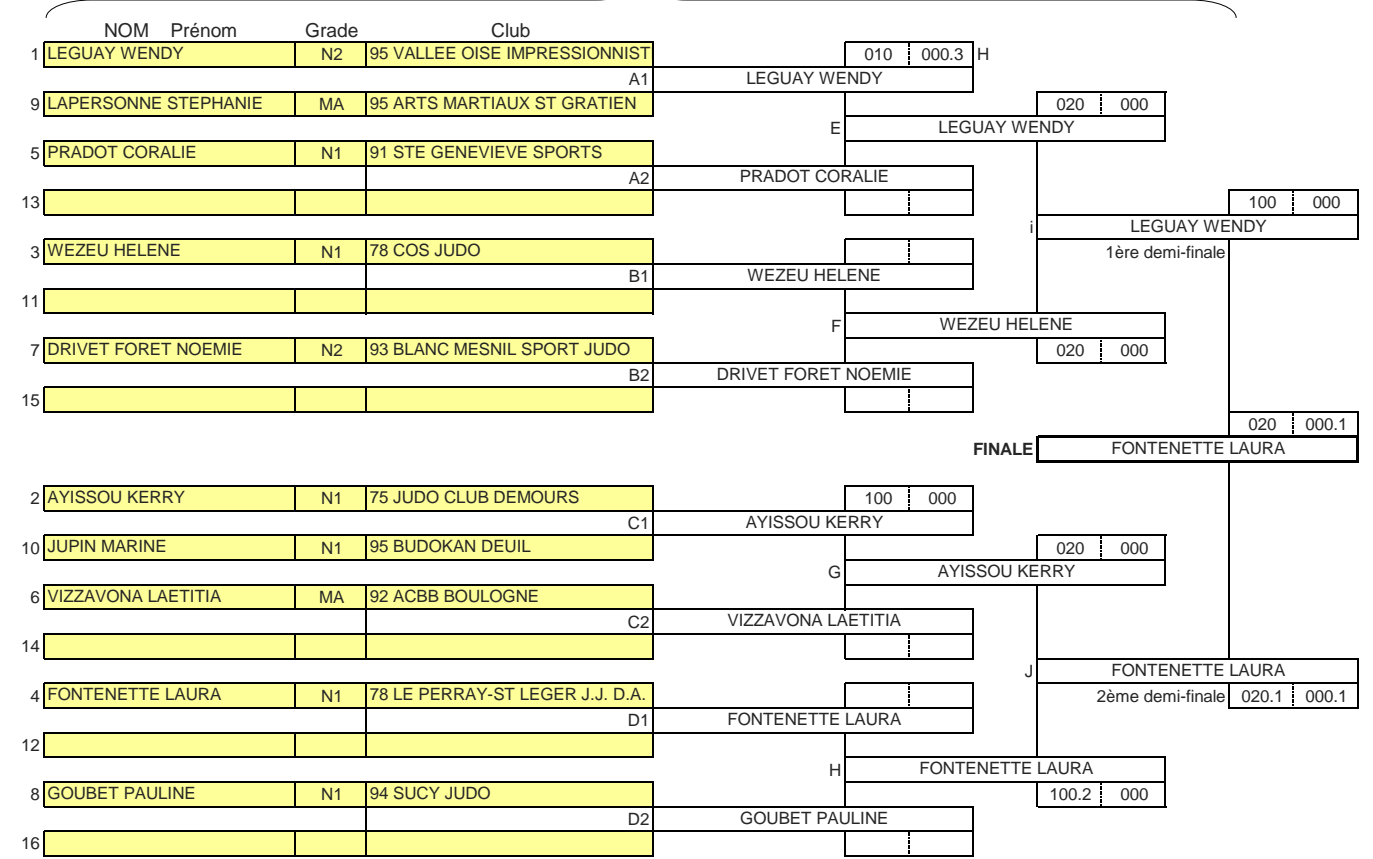 NOM Prénom Grade Club
1 LEGUAY WENDY N2 95 VALLEE OISE IMPRESSIONNIST 010 000.3 H
A1 LEGUAY WENDY
9 LAPERSONNE STEPHANIE MA 95 ARTS MARTIAUX ST GRATIEN 020 000
E LEGUAY WENDY
5 PRADOT CORALIE N1 91 STE GENEVIEVE SPORTS
A2 PRADOT CORALIE
13 100 000
i LEGUAY WENDY
3 WEZEU HELENE N1 78 COS JUDO 1ère demi-finale
B1 WEZEU HELENE
11
F WEZEU HELENE
7 DRIVET FORET NOEMIE N2 93 BLANC MESNIL SPORT JUDO 020 000
B2 DRIVET FORET NOEMIE
15
020 000.1
FINALE FONTENETTE LAURA
2 AYISSOU KERRY N1 75 JUDO CLUB DEMOURS 100 000
C1 AYISSOU KERRY
10 JUPIN MARINE N1 95 BUDOKAN DEUIL 020 000
G AYISSOU KERRY
6 VIZZAVONA LAETITIA MA 92 ACBB BOULOGNE
C2 VIZZAVONA LAETITIA
14
J FONTENETTE LAURA
4 FONTENETTE LAURA N1 78 LE PERRAY-ST LEGER J.J. D.A. 2ème demi-finale 020.1 000.1
D1 FONTENETTE LAURA
12
H FONTENETTE LAURA
8 GOUBET PAULINE N1 94 SUCY JUDO 100.2 000
D2 GOUBET PAULINE
16